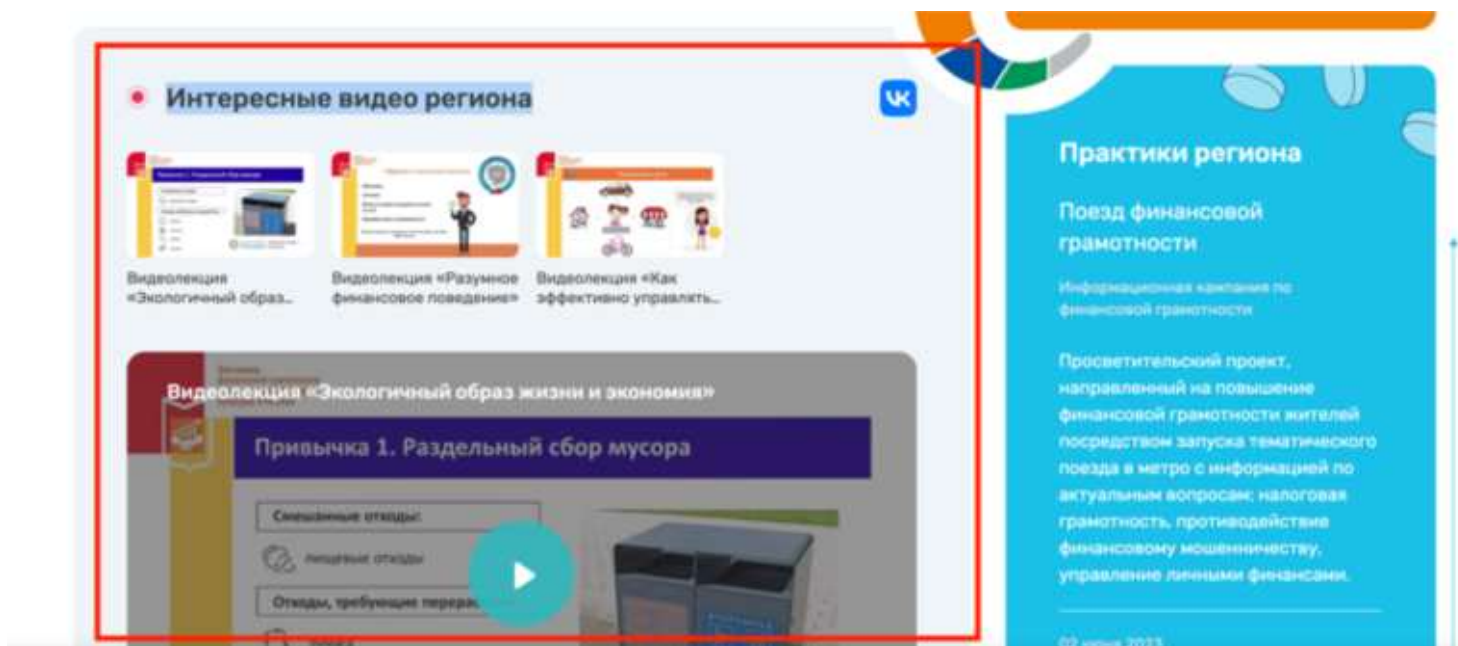 Интересные видео региона
Видеолекция
«Экологичный образ...
Видеолекция «Разумное
финансовое поведение»
Видеолекция «Как
эффективно управлять...
Видеолекция «Экологичный образ жизни и экономия»
Привычка 1. Раздельный сбор мусора
Смешанные отходы:
пищевые отходы
Отходы, требующие
Практики региона
Поезд финансовой
грамотности
Информационная кампания по
финансовой грамотности
Просветительский проект,
направленный на повышение
финансовой грамотности жителей
посредством запуска тематического
поезда в метро с информацией по
актуальным вопросам: налоговая
грамотность, противодействие
финансовому мошенничеству,
управление личными финансами.
02 июня 2023